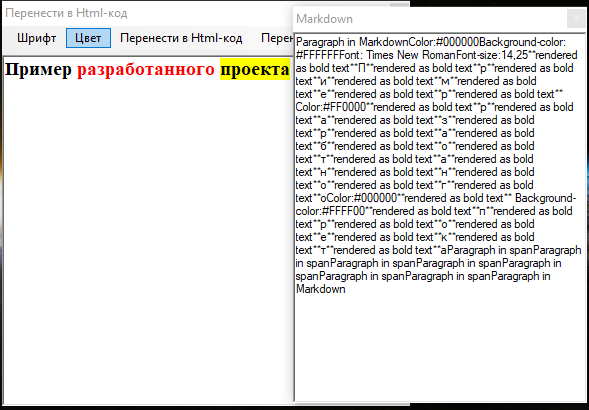 Перенести в Html-код
Шрифт Цвет Перенести в Html-код Перен
Пример разработанного проекта
Markdown
Paragraph in MarkdownColor:#000000Background-color:
#FFFFFFFont: Times New RomanFont-size:14,25**rendered
as bold text**П**rendered as bold text**р**rendered as bold
text**и**rendered as bold text**м**rendered as bold
text**е**rendered as bold text**р**rendered as bold text**
Color:#FF0000**rendered as bold text**р**rendered as bold
text**а**rendered as bold text**з**rendered as bold
text**р**rendered as bold text**а**rendered as bold
text**б**rendered as bold text**о**rendered as bold
text**т**rendered as bold text**а**rendered as bold
text**н**rendered as bold text**н**rendered as bold
text**о**rendered as bold text**г**rendered as bold
text**оColor:#000000**rendered as bold text** Background-
color:#FFFF00**rendered as bold text**п**rendered as bold
text**р**rendered as bold text**о**rendered as bold
text**е**rendered as bold text**к**rendered as bold
text**т**rendered as bold text**аParagraph in spanParagraph
in spanParagraph in spanParagraph in spanParagraph in
spanParagraph in spanParagraph in spanParagraph in
Markdown